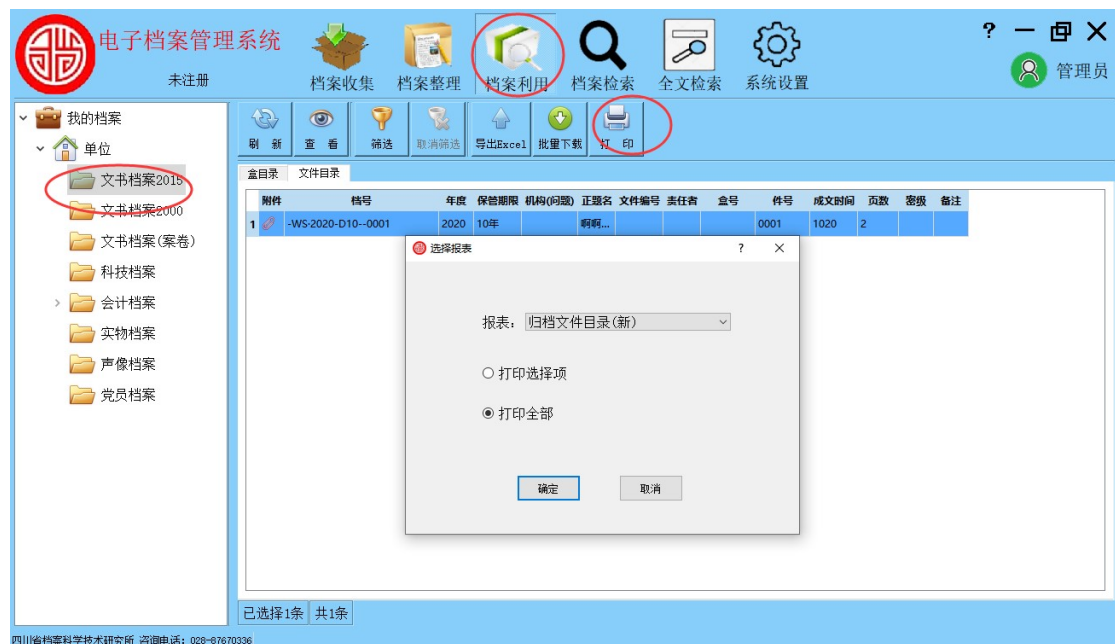 电子档案管理系统
未注册
档案收集 档案整理 档案利用 档案检索 全文检索 系统设置
?
管理员
我的档案
单位
文书档案2015
文书档案2000
文书档案(案卷)
科技档案
会计档案
实物档案
声像档案
党员档案
刷 新 查 看 筛选 取消筛选 导出Excel 批量下载 打 印
盒目录 文件目录
附件 档号 年度 保管期限 机构(问题) 正题名 文件编号 责任者 盒号 件号 成文时间 页数 密级 备注
1 -WS-2020-D10--0001 2020 10年 啊啊... 0001 1020 2
选择报表 ?
报表: 归档文件目录(新)
打印选择项
打印全部
确定 取消
已选择1条 共1条
四川省档案科学技术研究所 咨询电话: 028-87670336